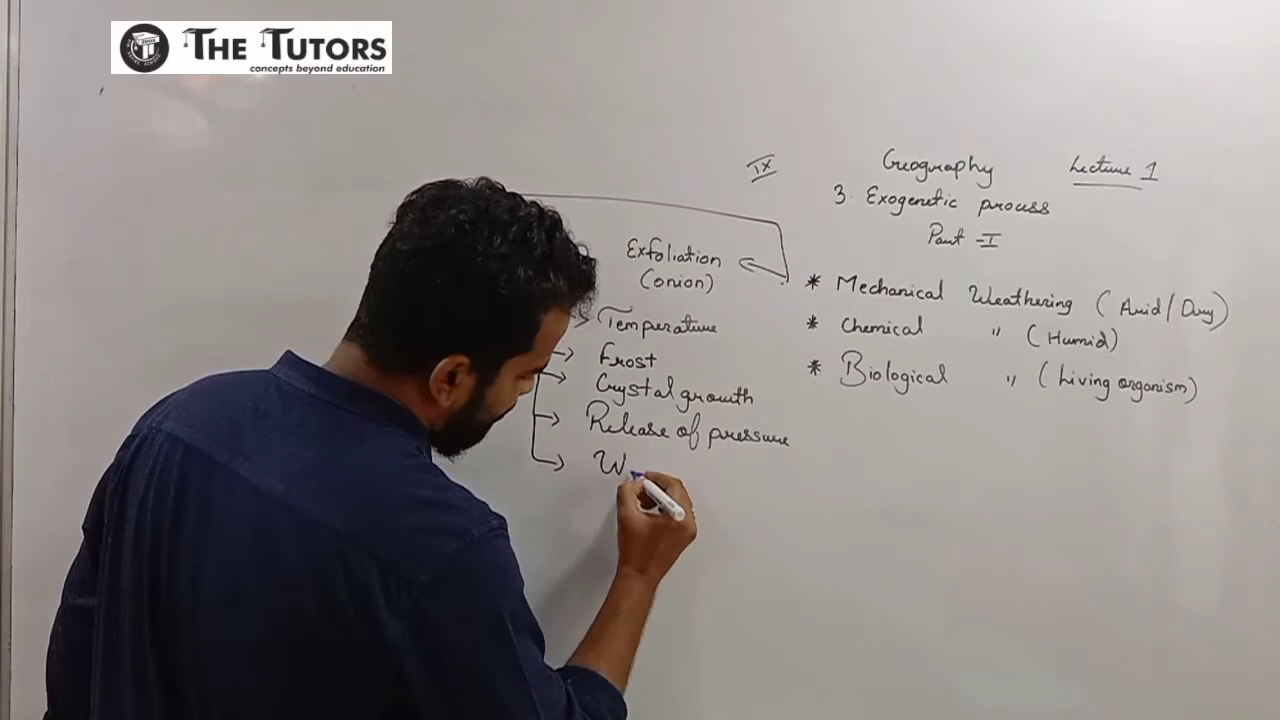 THE TUTORS
concepts beyond education
IX
Geography Lecture 1
3. Exogenetic process
Part -I
Exfoliation
(onion)
* Mechanical Weathering (Arid/Dry)
* Chemical " (Humid)
* Biological " (Living organism)
Temperature
Frost
Crystal growth
Release of pressure
W